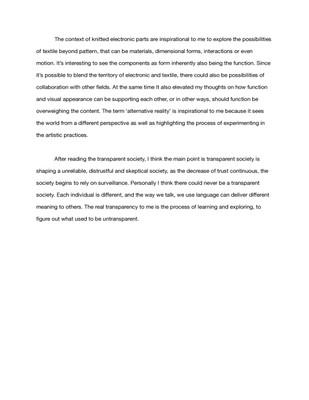 The context of knitted electronic parts are inspirational to me to explore the possibilities
of textile beyond pattern, that can be materials, dimensional forms, interactions or even
motion. It's interesting to see the components as form inherently also being the function. Since
it's possible to blend the territory of electronic and textile, there could also be possibilities of
collaboration with other fields. At the same time It also elevated my thoughts on how function
and visual appearance can be supporting each other, or in other ways, should function be
overweighing the content. The term 'alternative reality' is inspirational to me because it sees
the world from a different perspective as well as highlighting the process of experimenting in
the artistic practices.
After reading the transparent society, I think the main point is transparent society is
shaping a unreliable, distrustful and skeptical society, as the decrease of trust continuous, the
society begins to rely on surveillance. Personally I think there could never be a transparent
society. Each individual is different, and the way we talk, we use language can deliver different
meaning to others. The real transparency to me is the process of learning and exploring, to
figure out what used to be untransparent.